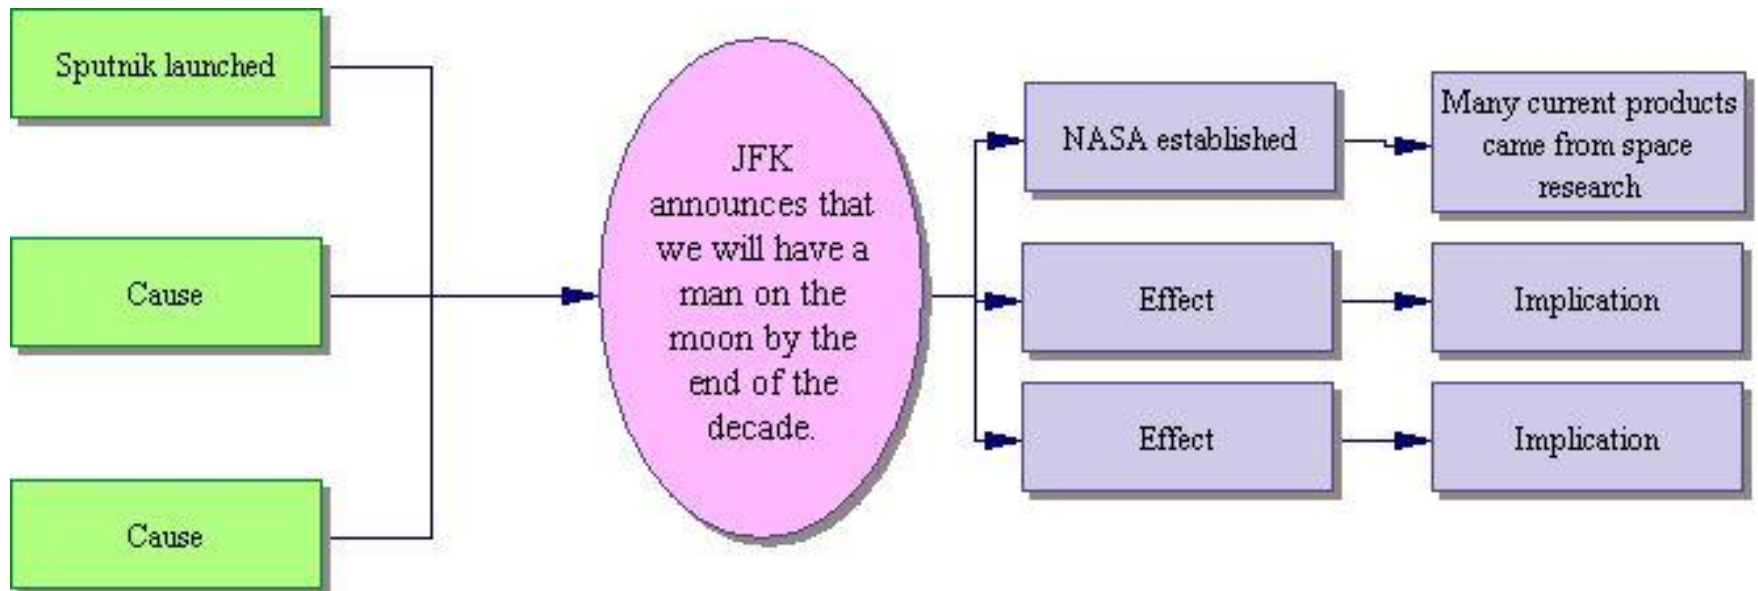 Sputnik launched
Cause
Cause
JFK
announces that
we will have a
man on the
moon by the
end of the
decade.
NASA established
Many current products
came from space
research
Effect
Implication
Effect
Implication